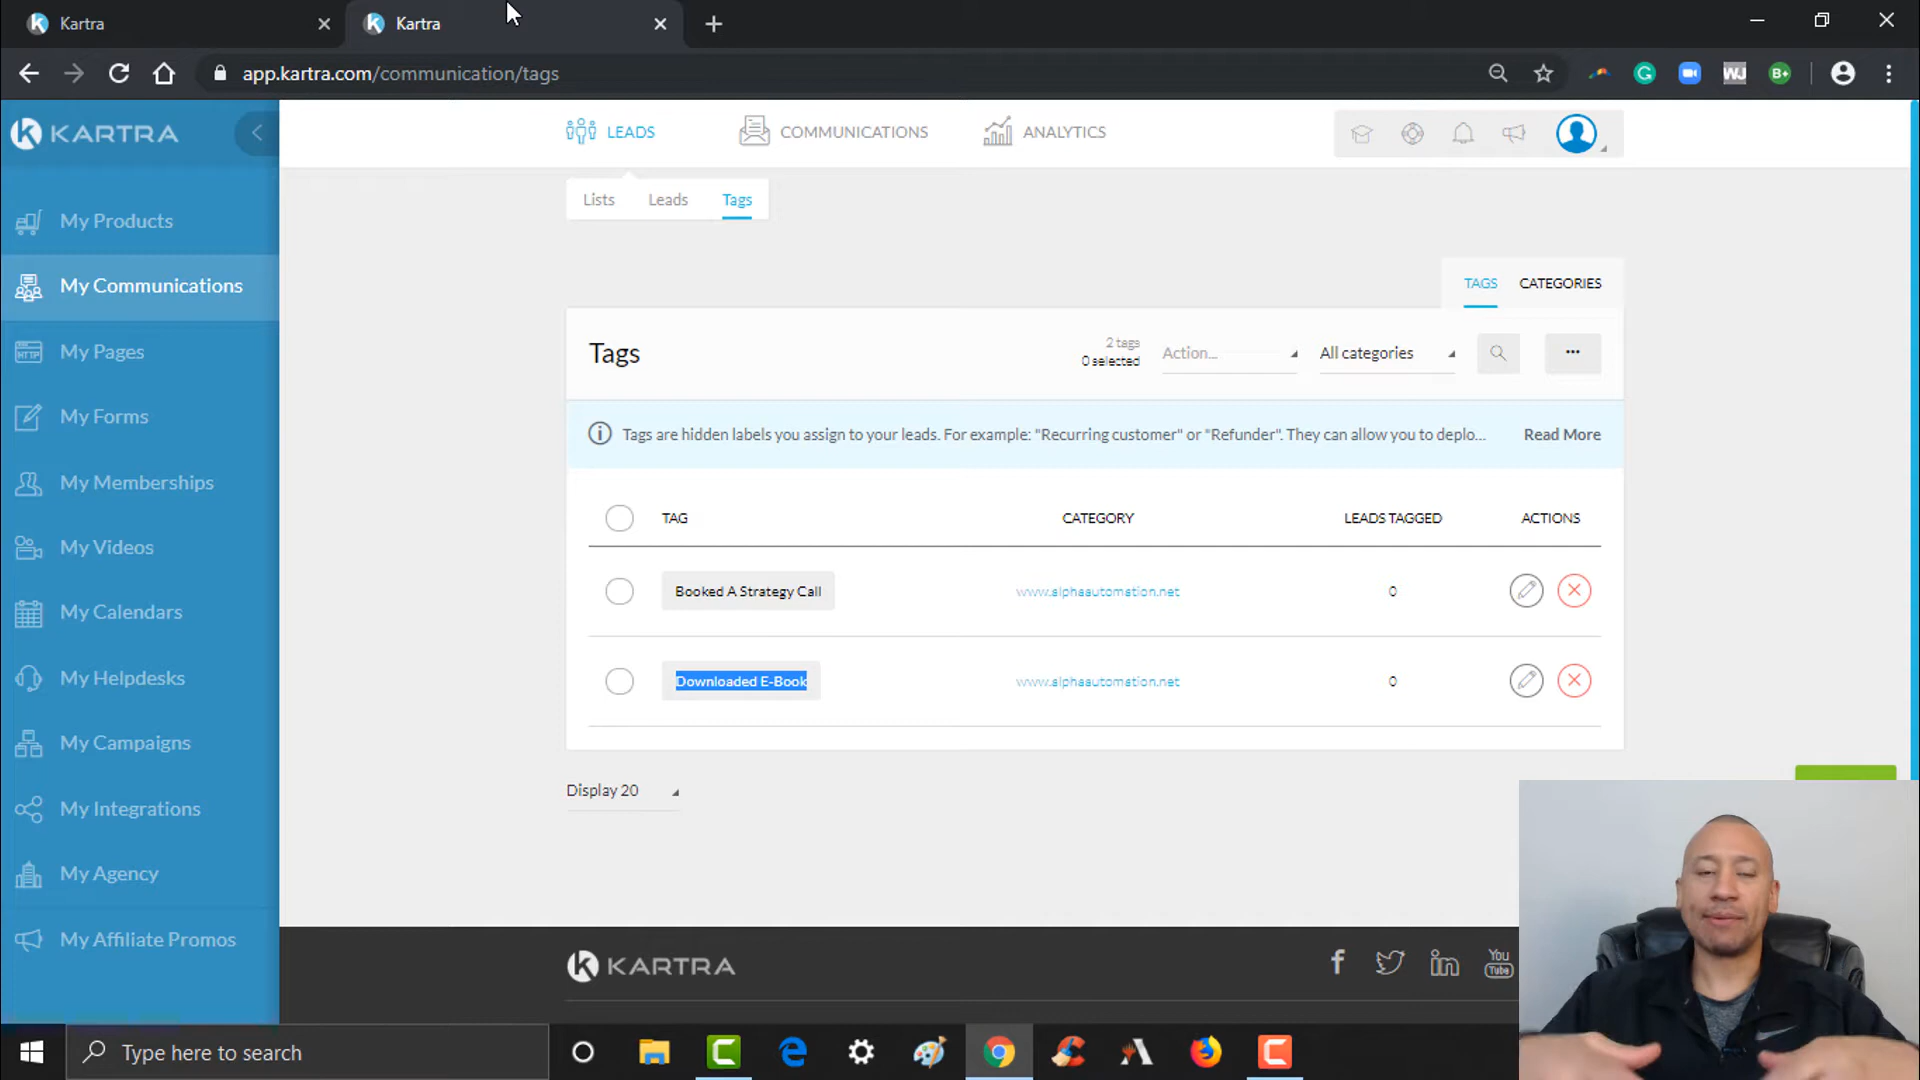 Kartra
Kartra
app.kartra.com/communication/tags
WJ
B+
KARTRA
LEADS
COMMUNICATIONS
ANALYTICS
My Products
My Communications
HTTP
My Pages
My Forms
My Memberships
My Videos
My Calendars
My Helpdesks
My Campaigns
My Integrations
My Agency
My Affiliate Promos
Lists
Leads
Tags
TAGS
CATEGORIES
Tags
2 tags
0 selected
Action...
All categories
Tags are hidden labels you assign to your leads. For example: "Recurring customer" or "Refunder". They can allow you to deplo...
Read More
TAG
CATEGORY
LEADS TAGGED
ACTIONS
Booked A Strategy Call
www.alphaautomation.net
0
Downloaded E-Book
www.alphaautomation.net
0
Display 20
KARTRA
You
Tube
Type here to search